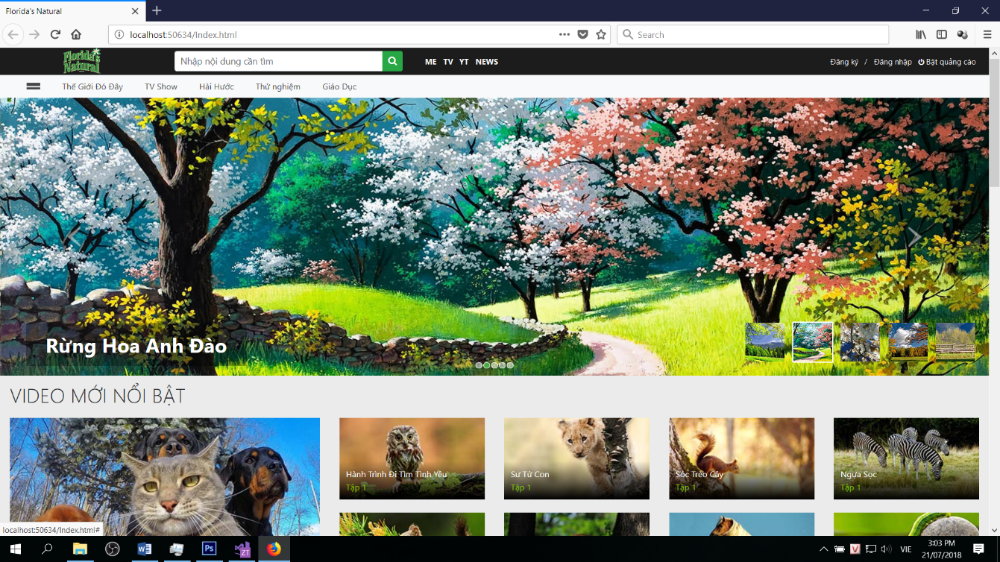 Florida's Natural
localhost:50634/Index.html
Search
Florida's Natural
Nhập nội dung cần tìm
ME TV YT NEWS
Đăng ký / Đăng nhập Bật quảng cáo
Thế Giới Đó Đây TV Show Hài Hước Thử nghiệm Giáo Dục
Rừng Hoa Anh Đào
VIDEO MỚI NỔI BẬT
Hành Trình Đi Tìm Tình Yêu
Tập 1
Sư Tử Con
Tập 1
Sóc Trèo Cây
Tập 1
Ngựa Sọc
Tập 1
localhost:50634/Index.html#
W
Ps
ZT
V
VIE
3:03 PM
21/07/2018